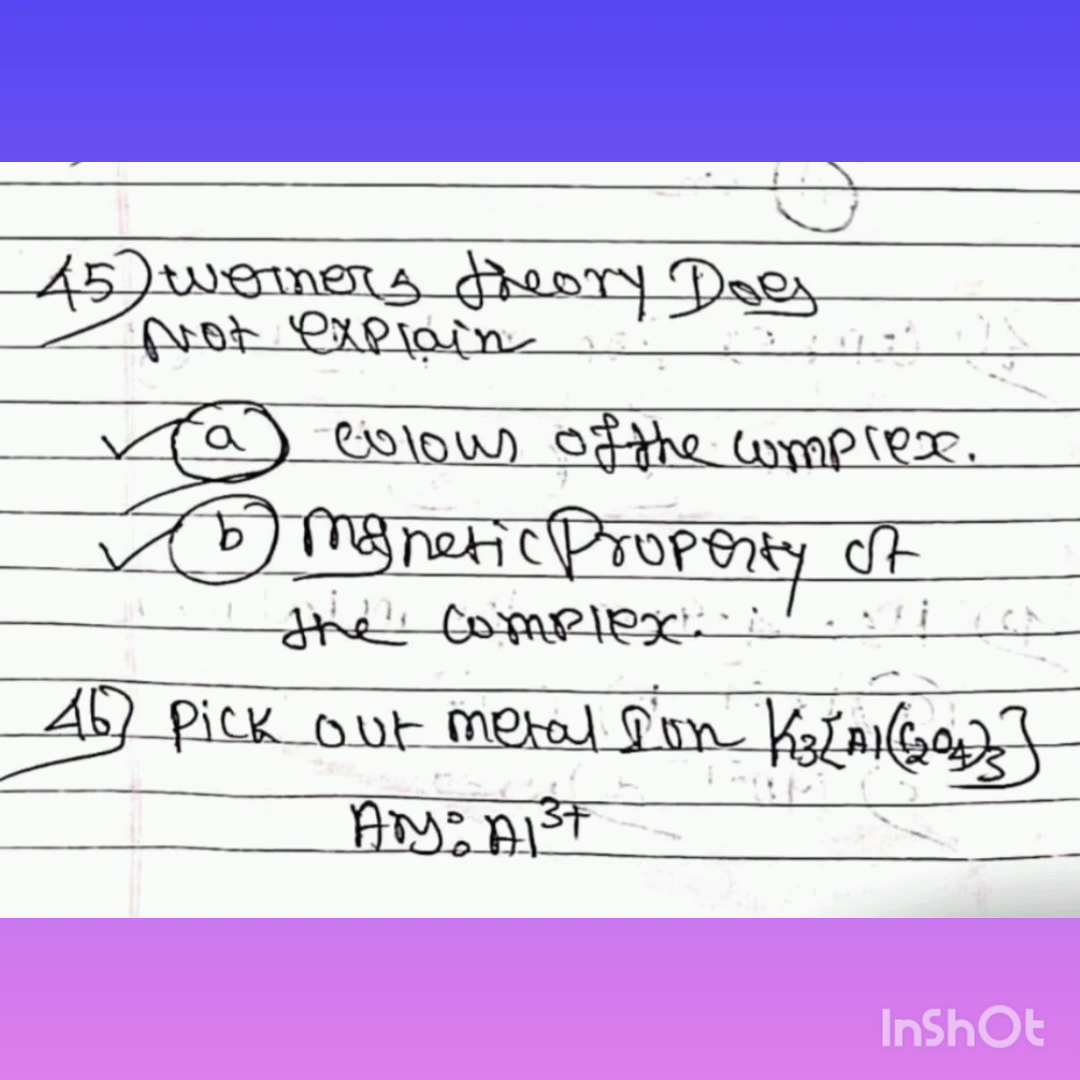 45) Werners theory Does
Not explain
a colour of the complex.
b Magnetic Property of
the complex.
46) Pick out metal Ion K3[Al(C2O4)3]
Ans: Al3+
InShOt